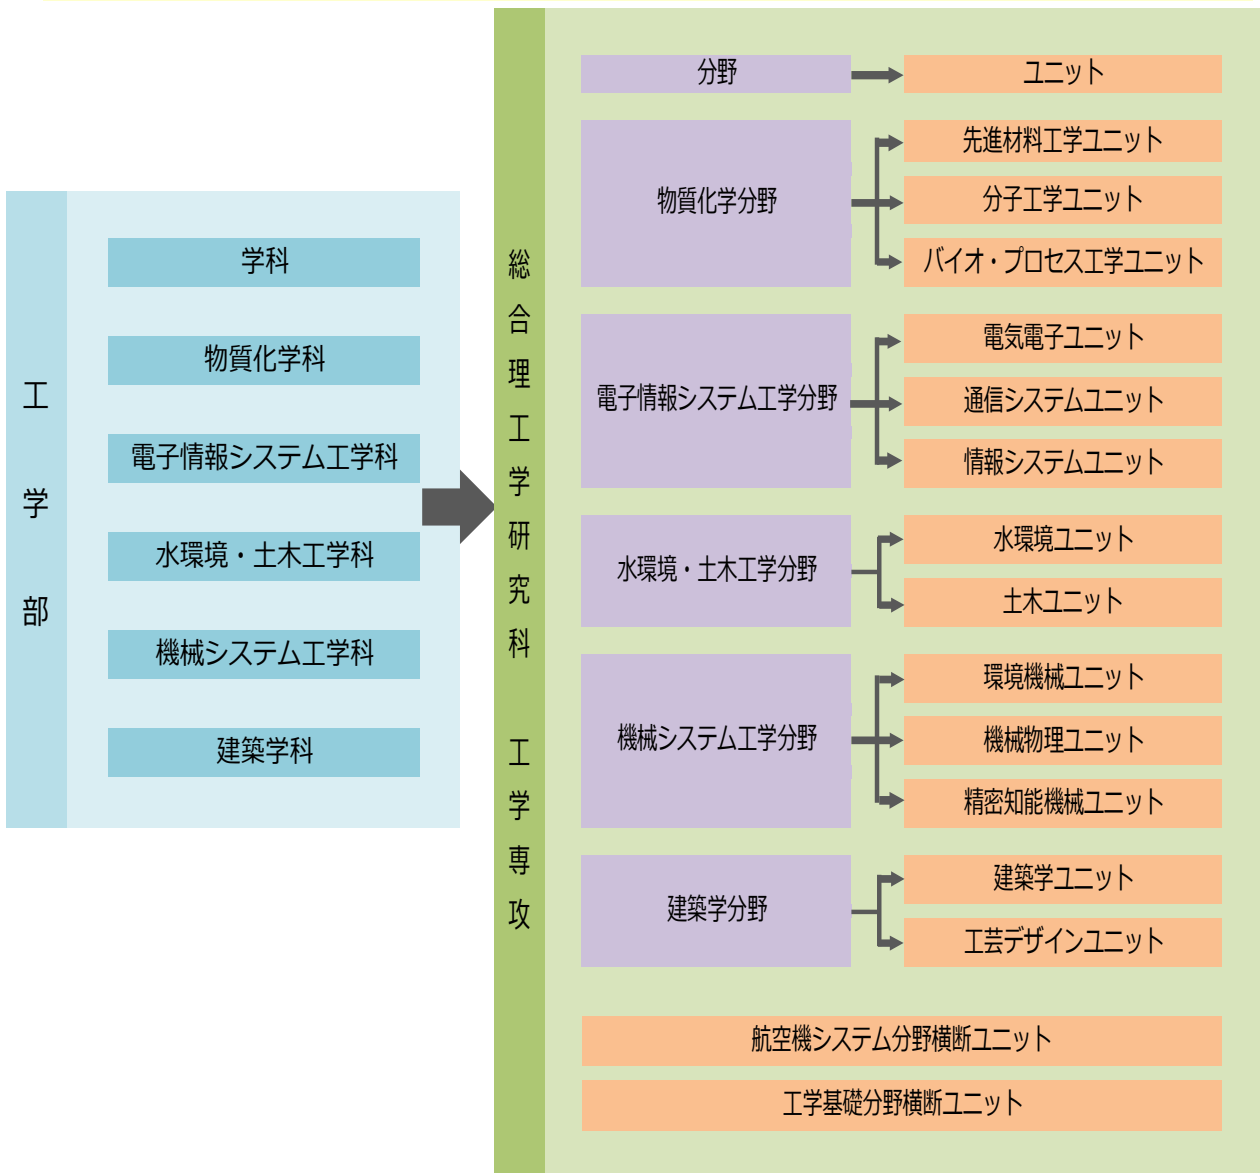 工学部
学科
物質化学科
電子情報システム工学科
水環境・土木工学科
機械システム工学科
建築学科
総合理工学研究科 工学専攻
分野
ユニット
物質化学分野
先進材料工学ユニット
分子工学ユニット
バイオ・プロセス工学ユニット
電子情報システム工学分野
電気電子ユニット
通信システムユニット
情報システムユニット
水環境・土木工学分野
水環境ユニット
土木ユニット
機械システム工学分野
環境機械ユニット
機械物理ユニット
精密知能機械ユニット
建築学分野
建築学ユニット
工芸デザインユニット
航空機システム分野横断ユニット
工学基礎分野横断ユニット